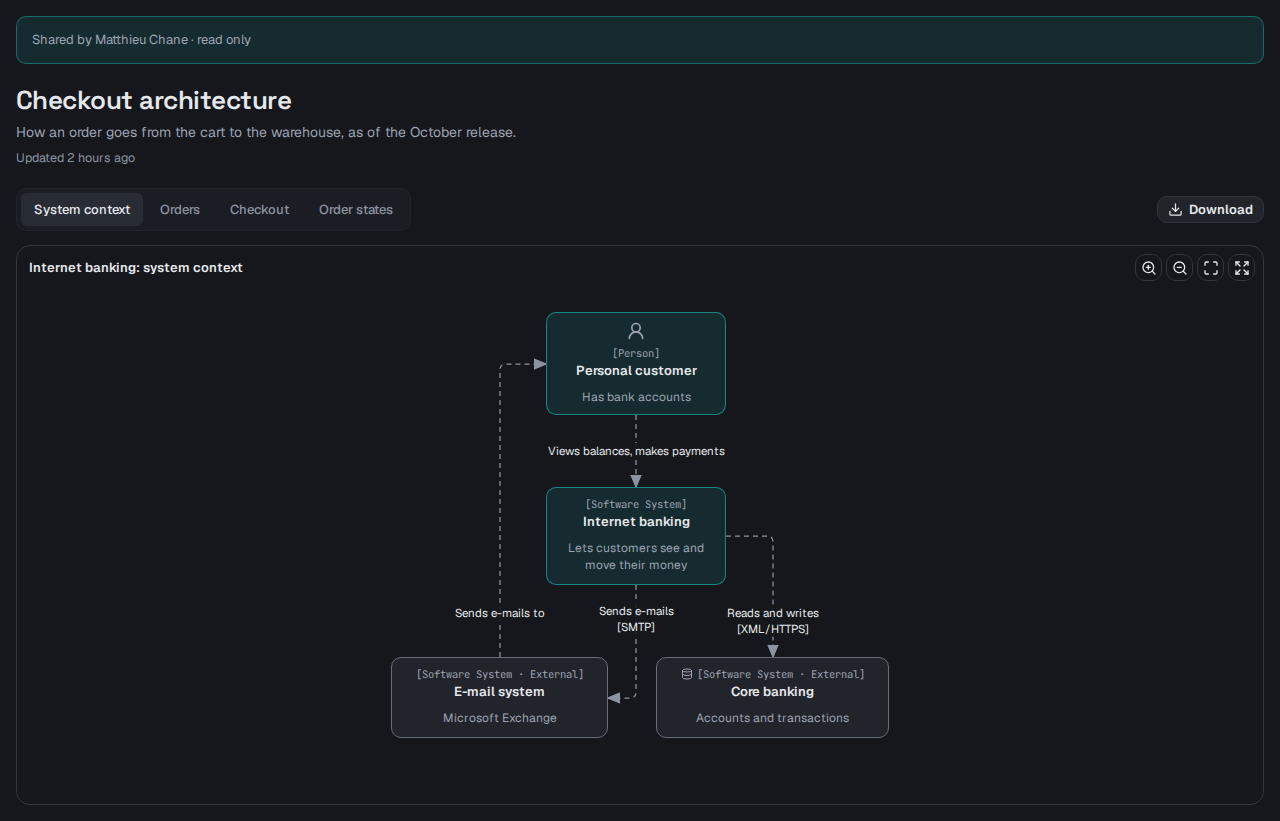 Shared by Matthieu Chane · read only
Checkout architecture
How an order goes from the cart to the warehouse, as of the October release.
Updated 2 hours ago
System context
Orders
Checkout
Order states
Download
Internet banking: system context
[Person]
Personal customer
Has bank accounts
Views balances, makes payments
[Software System]
Internet banking
Lets customers see and
move their money
Sends e-mails to
Sends e-mails
[SMTP]
Reads and writes
[XML/HTTPS]
[Software System · External]
E-mail system
Microsoft Exchange
[Software System · External]
Core banking
Accounts and transactions